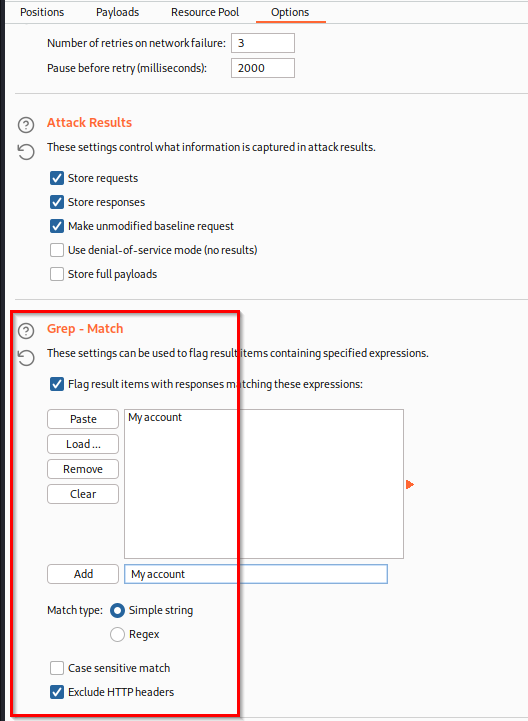 Positions Payloads Resource Pool Options
Number of retries on network failure: 3
Pause before retry (milliseconds): 2000
Attack Results
These settings control what information is captured in attack results.
Store requests
Store responses
Make unmodified baseline request
Use denial-of-service mode (no results)
Store full payloads
Grep - Match
These settings can be used to flag result items containing specified expressions.
Flag result items with responses matching these expressions:
Paste My account
Load ...
Remove
Clear
Add My account
Match type: Simple string
Regex
Case sensitive match
Exclude HTTP headers